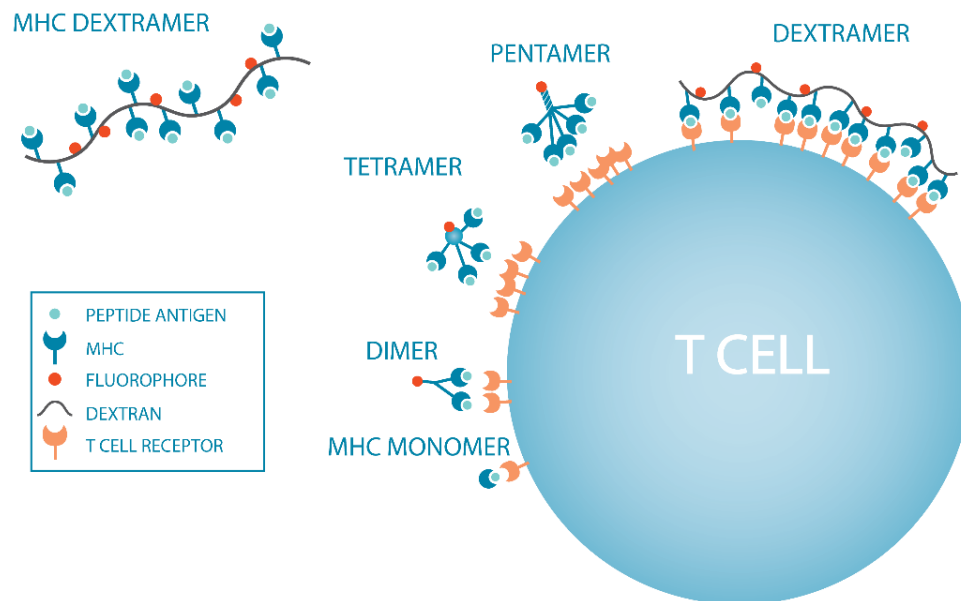 MHC DEXTRAMER
PENTAMER
DEXTRAMER
TETRAMER
PEPTIDE ANTIGEN
MHC
FLUOROPHORE
DEXTRAN
T CELL RECEPTOR
DIMER
MHC MONOMER
T CELL